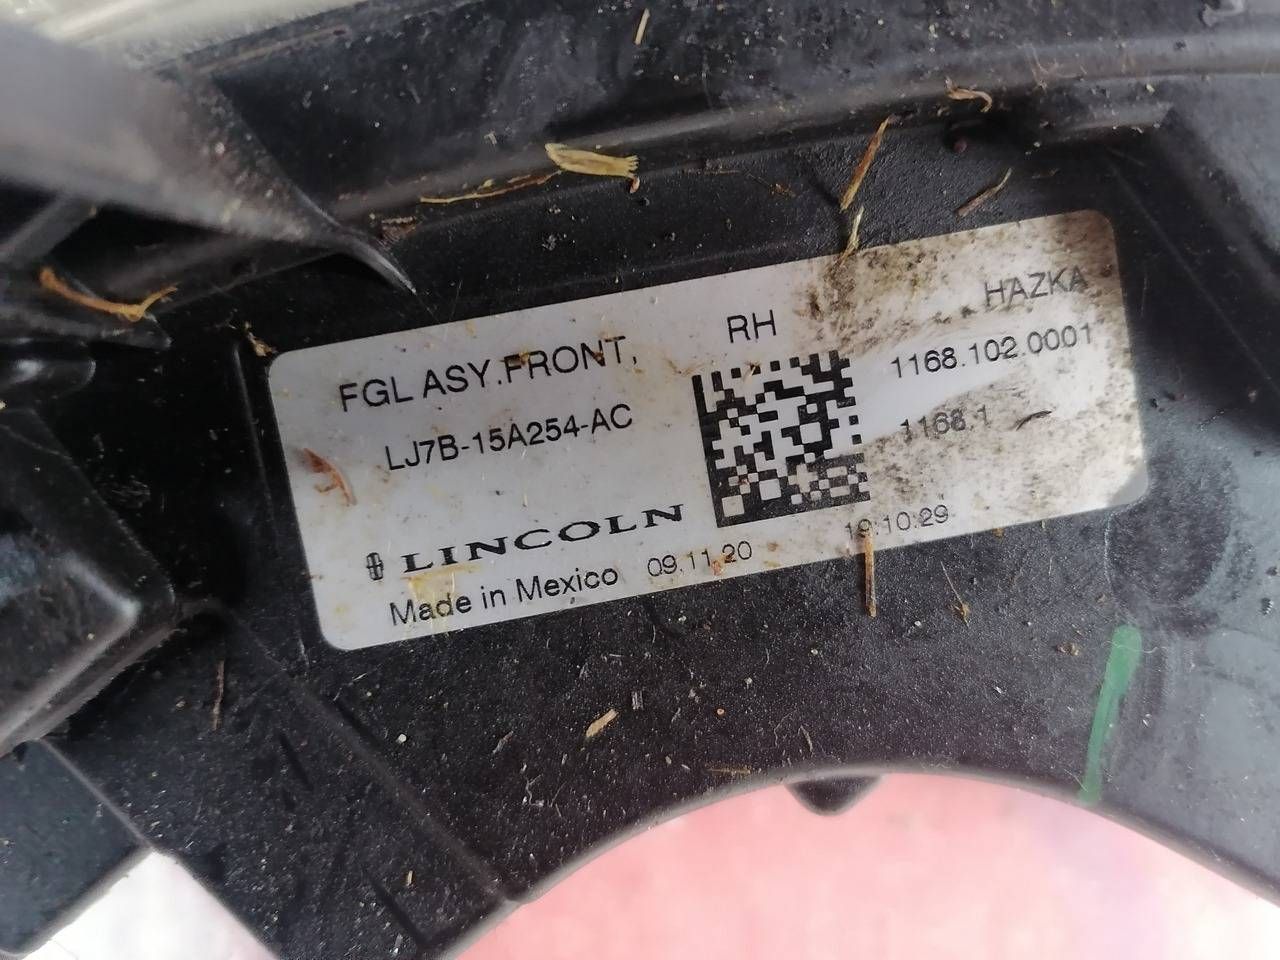 FGL ASY.FRONT, RH HAZKA
LJ7B-15A254-AC 1168.102.0001
1168.1
LINCOLN
Made in Mexico 09.11.20 19:10:29